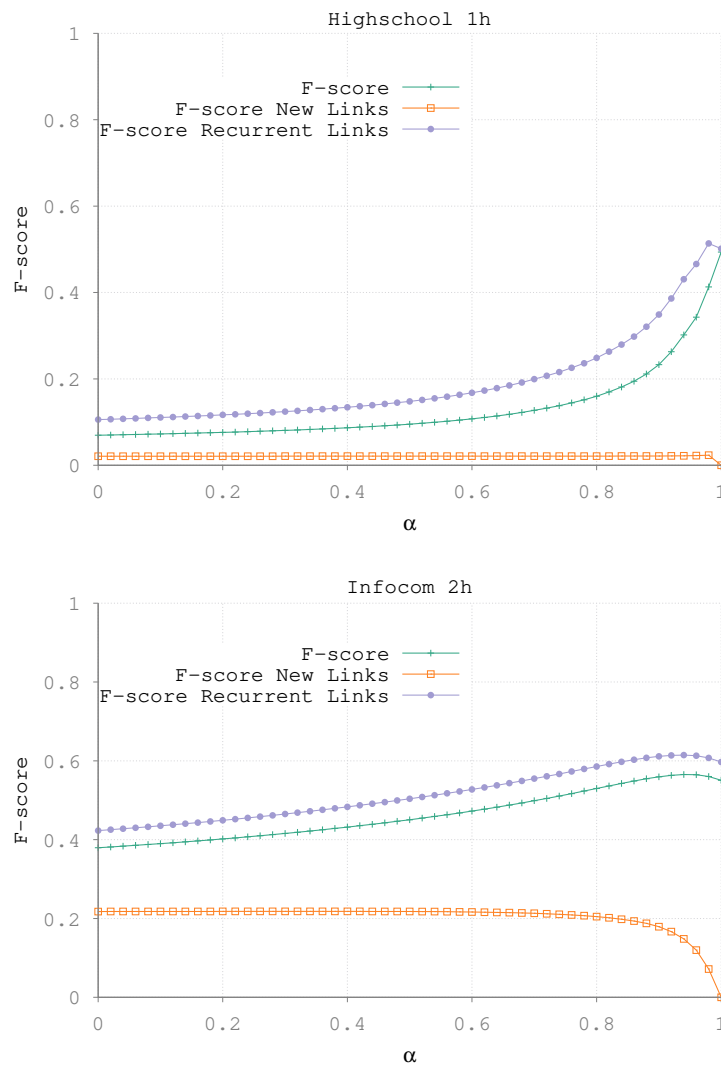 Highschool 1h
1
0.8
0.6
0.4
0.2
0
F-score
F-score
F-score New Links
F-score Recurrent Links
0 0.2 0.4 0.6 0.8 1
α
Infocom 2h
1
0.8
0.6
0.4
0.2
0
F-score
F-score
F-score New Links
F-score Recurrent Links
0 0.2 0.4 0.6 0.8 1
α